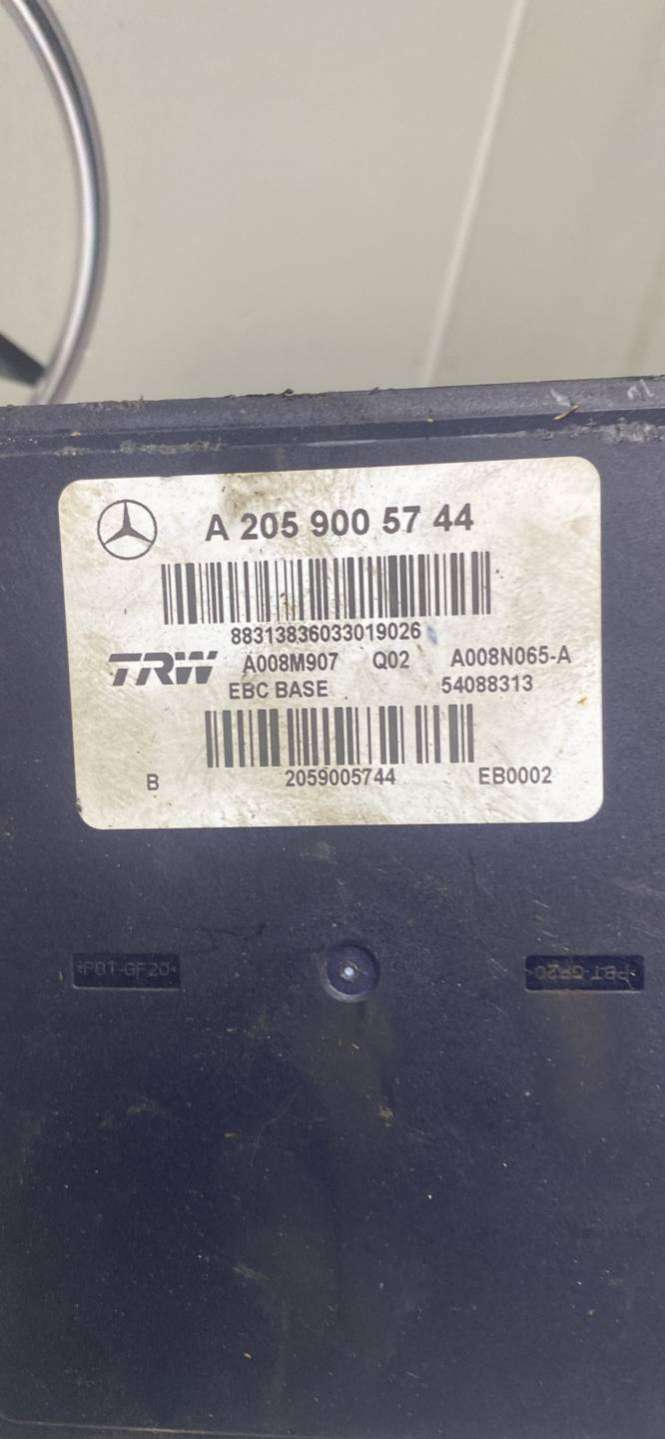 A 205 900 57 44
88313836033019026
TRW A008M907 Q02 A008N065-A
EBC BASE 54088313
B 2059005744 EB0002
>PBT-GF20< >PBT-GF20<